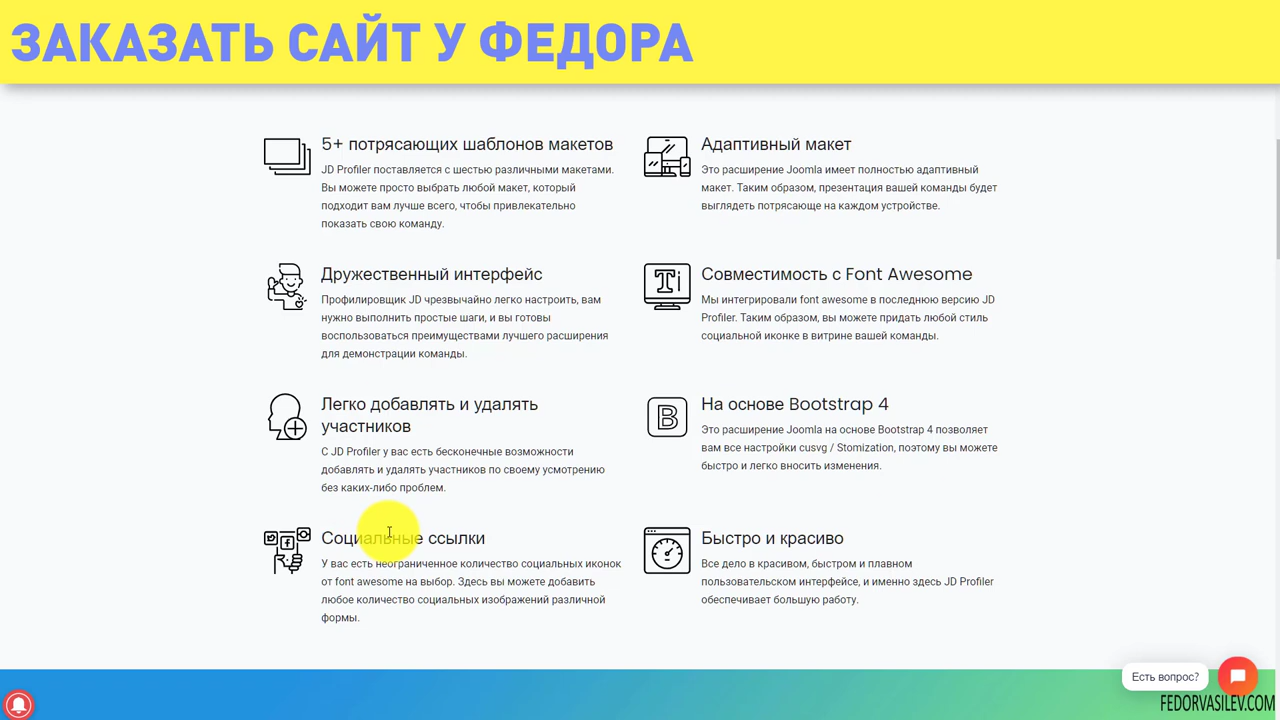 ЗАКАЗАТЬ САЙТ У ФЕДОРА
5+ потрясающих шаблонов макетов
JD Profiler поставляется с шестью различными макетами.
Вы можете просто выбрать любой макет, который
подходит вам лучше всего, чтобы привлекательно
показать свою команду.
Адаптивный макет
Это расширение Joomla имеет полностью адаптивный
макет. Таким образом, презентация вашей команды будет
выглядеть потрясающе на каждом устройстве.
Дружественный интерфейс
Профилировщик JD чрезвычайно легко настроить, вам
нужно выполнить простые шаги, и вы готовы
воспользоваться преимуществами лучшего расширения
для демонстрации команды.
Ti
Совместимость с Font Awesome
Мы интегрировали font awesome в последнюю версию JD
Profiler. Таким образом, вы можете придать любой стиль
социальной иконке в витрине вашей команды.
Легко добавлять и удалять
участников
С JD Profiler у вас есть бесконечные возможности
добавлять и удалять участников по своему усмотрению
без каких-либо проблем.
B
На основе Bootstrap 4
Это расширение Joomla на основе Bootstrap 4 позволяет
вам все настройки cusvg / Stomization, поэтому вы можете
быстро и легко вносить изменения.
Социальные ссылки
У вас есть неограниченное количество социальных иконок
от font awesome на выбор. Здесь вы можете добавить
любое количество социальных изображений различной
формы.
Быстро и красиво
Все дело в красивом, быстром и плавном
пользовательском интерфейсе, и именно здесь JD Profiler
обеспечивает большую работу.
Есть вопрос?
FEDORVASILEV.COM